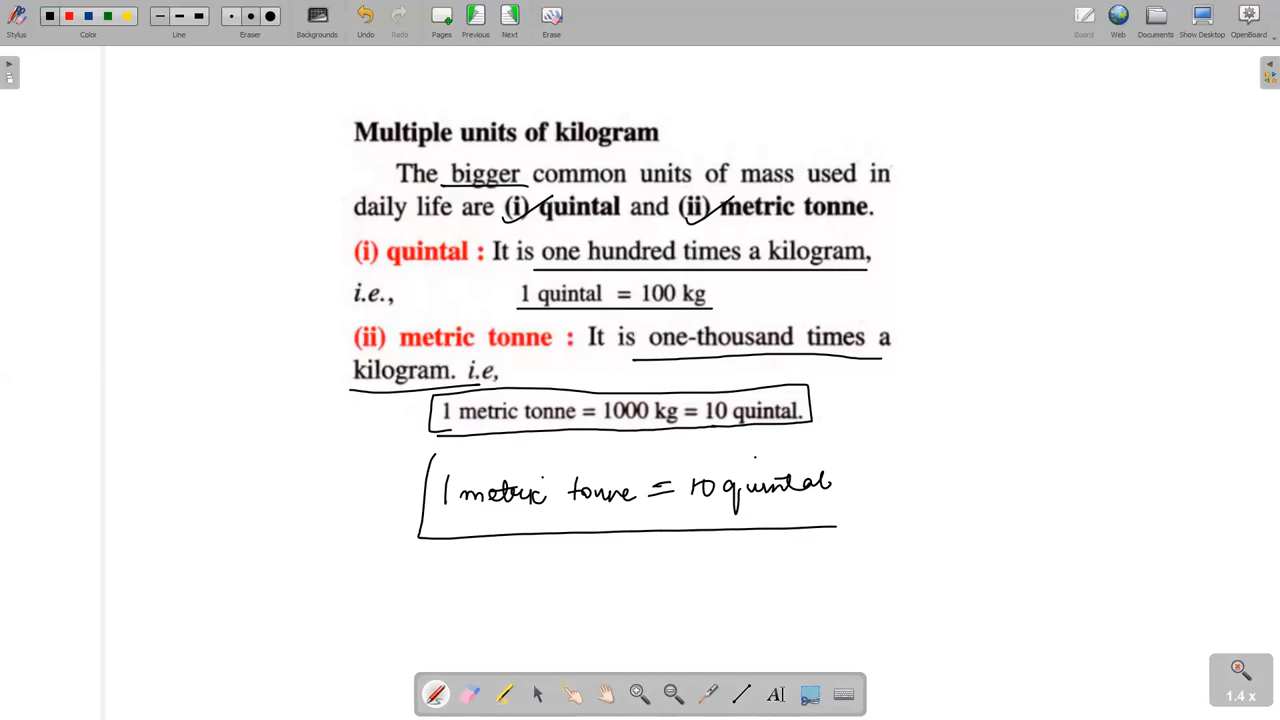 Stylus
Color
Line
Eraser
Backgrounds
Undo
Redo
Pages
Previous
Next
Erase
Board
Web
Documents
Show Desktop
OpenBoard
Multiple units of kilogram
The bigger common units of mass used in
daily life are (i) quintal and (ii) metric tonne.
(i) quintal : It is one hundred times a kilogram,
i.e., 1 quintal = 100 kg
(ii) metric tonne : It is one-thousand times a
kilogram. i.e,
1 metric tonne = 1000 kg = 10 quintal.
1 metric tonne = 10 quintal
1.4 x